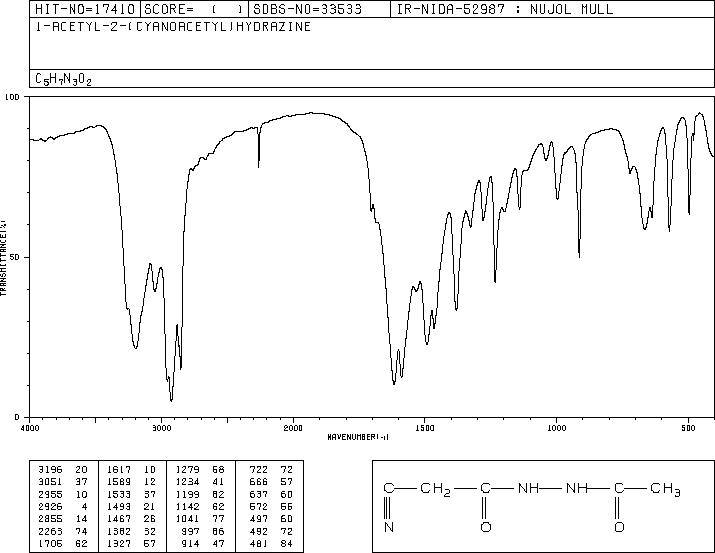 HIT-NO=17410 SCORE= ( ) SDBS-NO=33533 IR-NIDA-52987 : NUJOL MULL
1-ACETYL-2-(CYANOACETYL)HYDRAZINE
C5H7N3O2
100
50
0
TRANSMITTANCE(%)
4000 3000 2000 1500 1000 500
WAVENUMBER(-1)
3196 20 1617 10 1279 58 722 72
3051 37 1589 12 1234 41 666 57
2955 10 1533 37 1199 82 637 60
2926 4 1493 21 1142 62 572 55
2855 14 1467 26 1041 77 497 60
2263 74 1382 32 997 86 492 72
1705 62 1327 57 914 47 481 84
C CH2 C NH NH C CH3
N O O